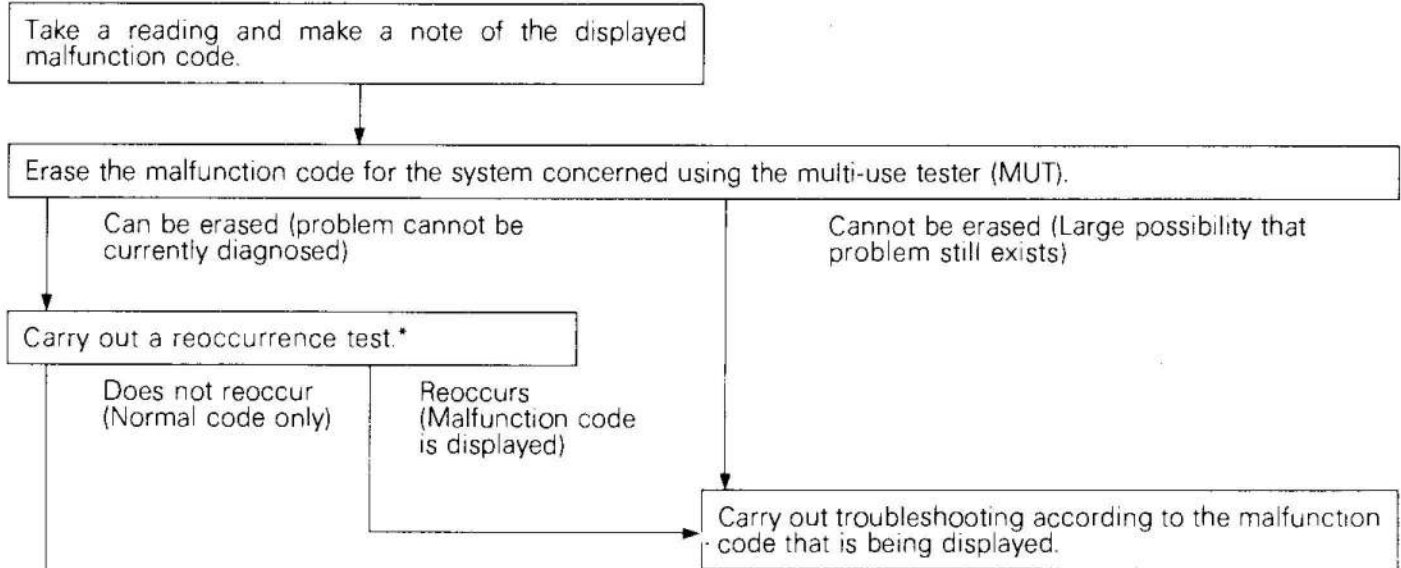 Take a reading and make a note of the displayed
malfunction code.
Erase the malfunction code for the system concerned using the multi-use tester (MUT).
Can be erased (problem cannot be
currently diagnosed)
Cannot be erased (Large possibility that
problem still exists)
Carry out a reoccurrence test.*
Does not reoccur
(Normal code only)
Reoccurs
(Malfunction code
is displayed)
Carry out troubleshooting according to the malfunction
code that is being displayed.